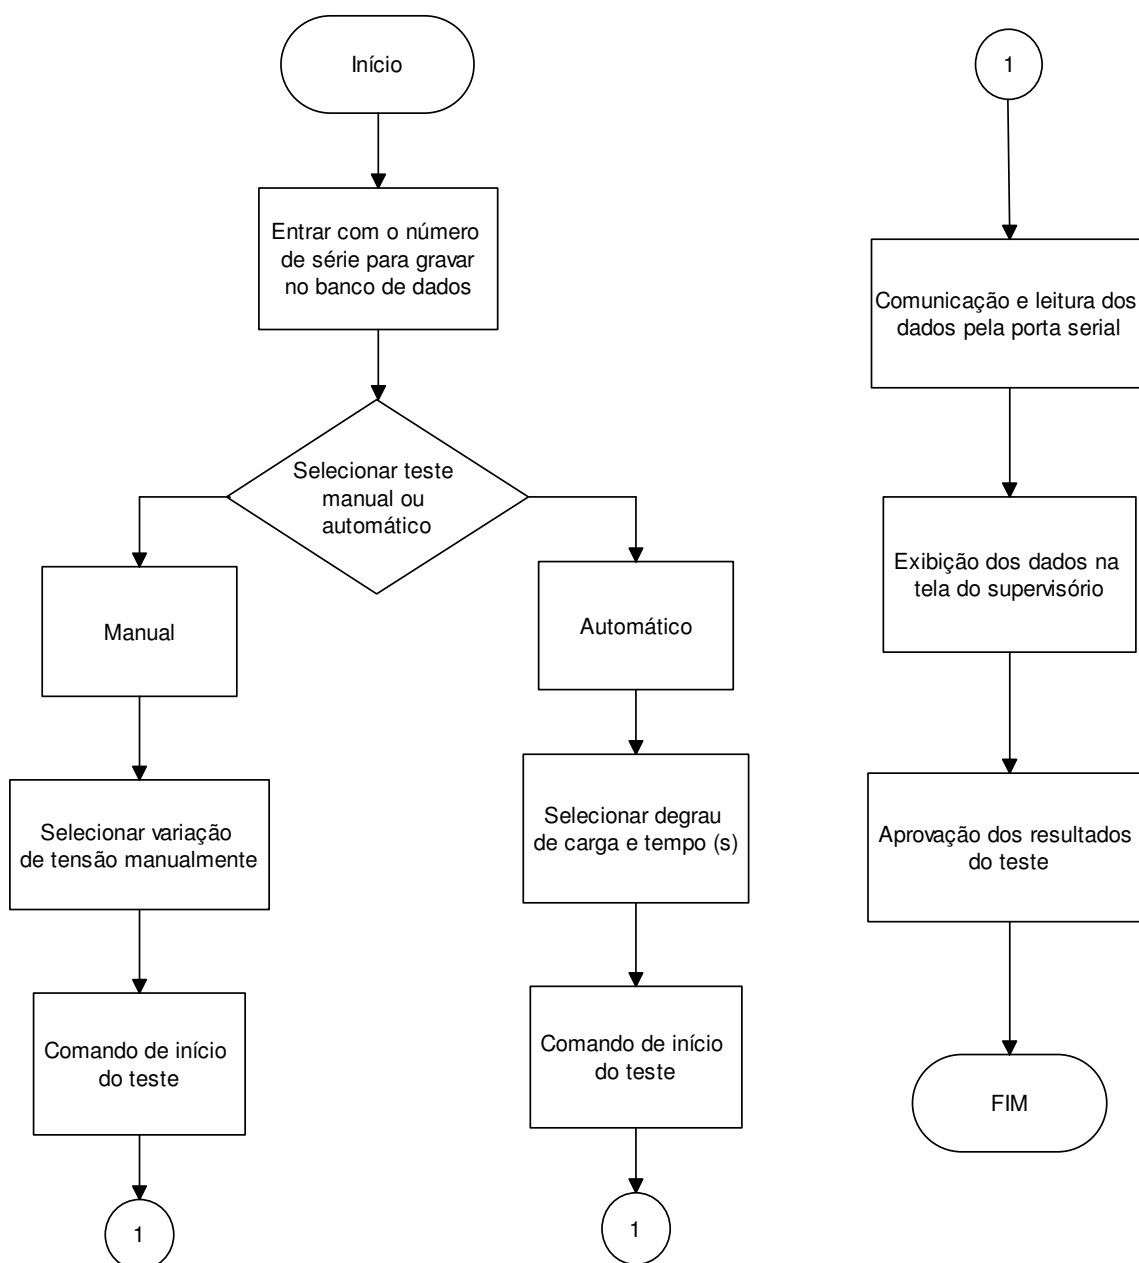 Início
Entrar com o número
de série para gravar
no banco de dados
Selecionar teste
manual ou
automático
Manual
Selecionar variação
de tensão manualmente
Comando de início
do teste
1
Automático
Selecionar degrau
de carga e tempo (s)
Comando de início
do teste
1
1
Comunicação e leitura dos
dados pela porta serial
Exibição dos dados na
tela do supervisório
Aprovação dos resultados
do teste
FIM